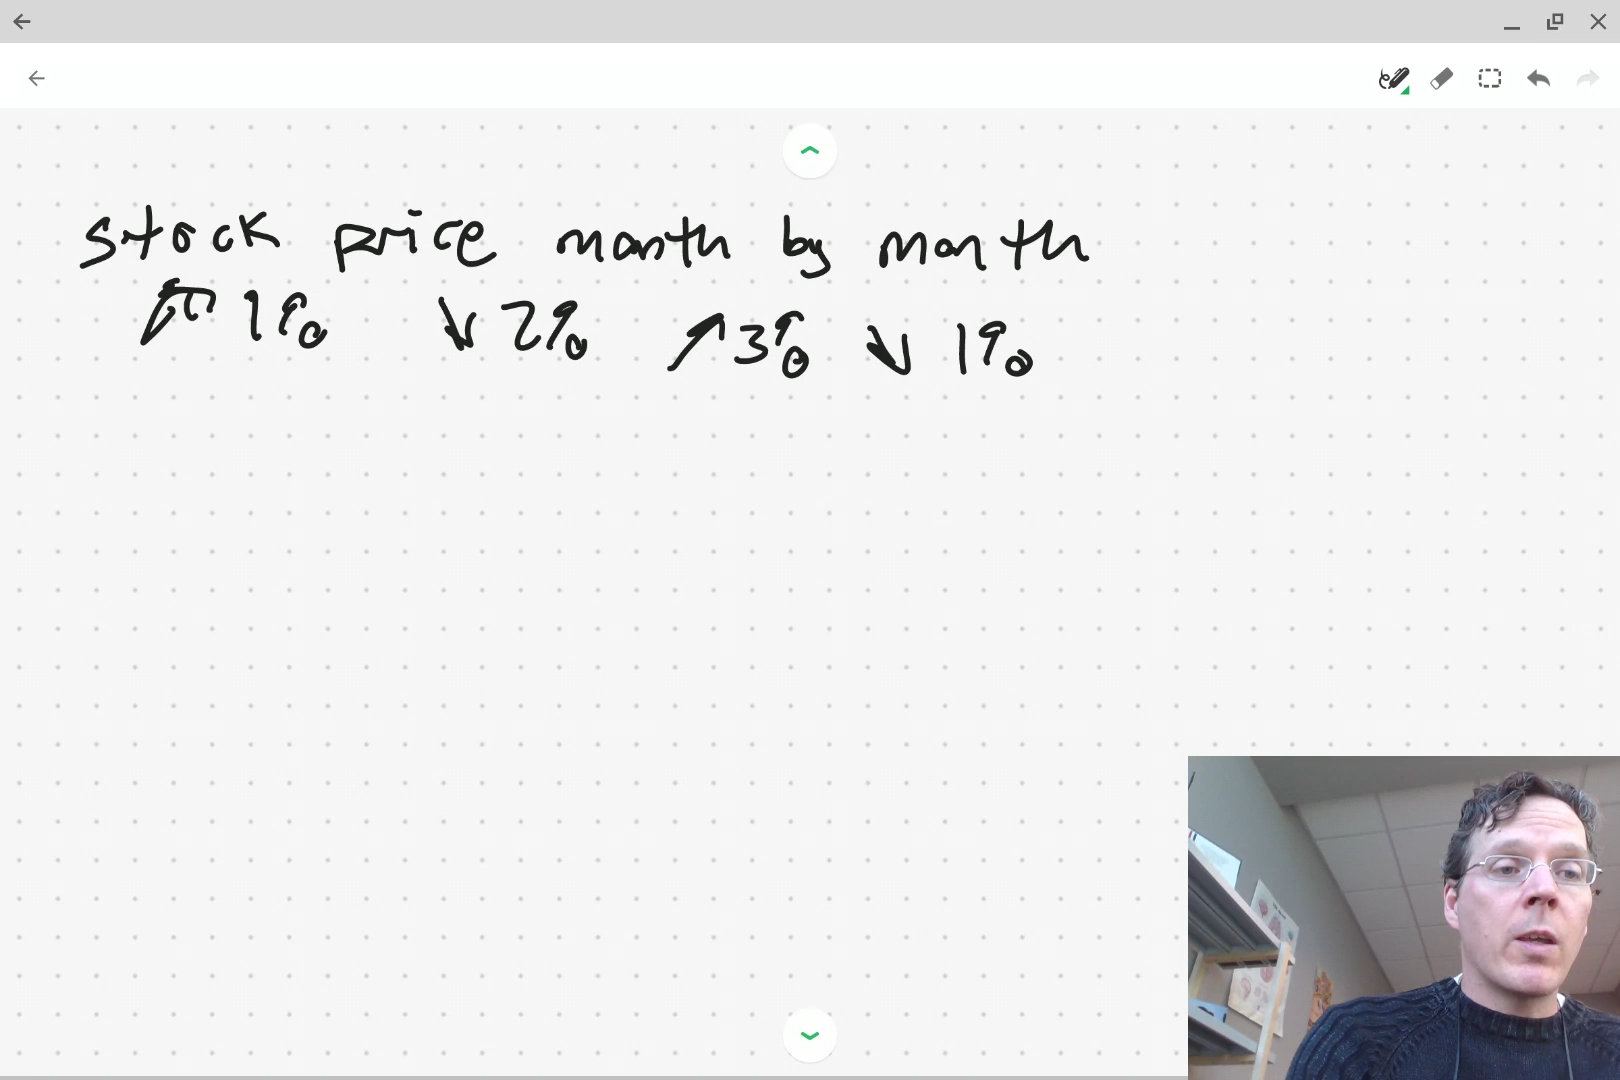 stock price month by month
↗ 1% ↘ 2% ↗ 3% ↘ 1%